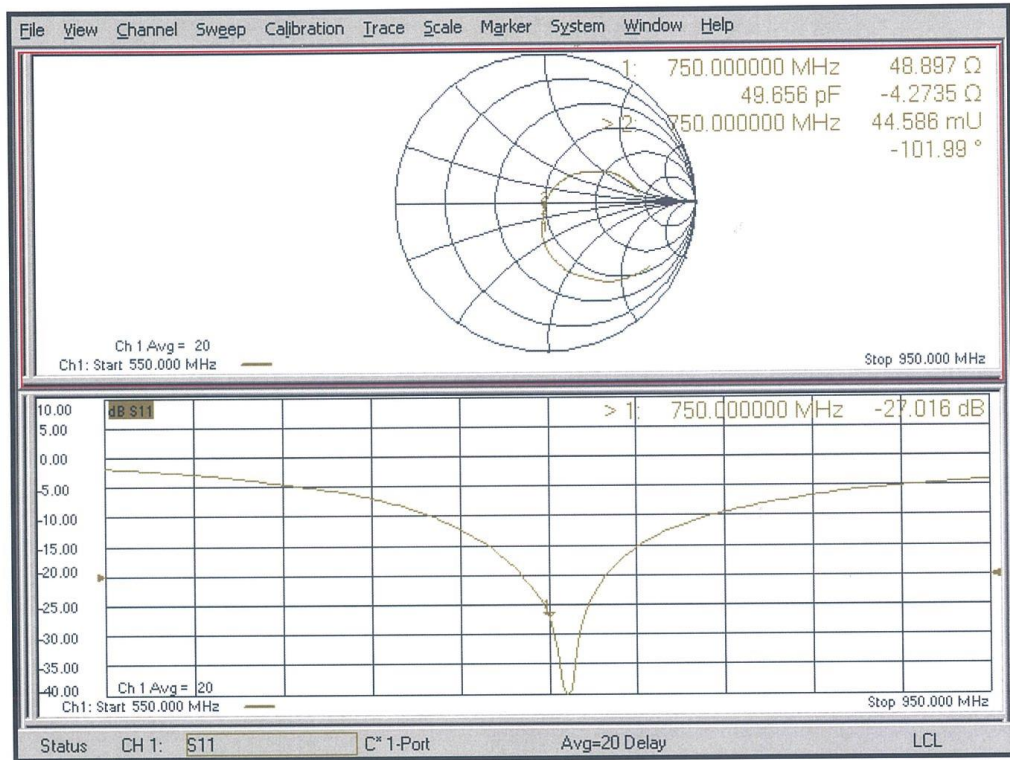 File View Channel Sweep Calibration Trace Scale Marker System Window Help
1: 750.000000 MHz 48.897 Ω
49.656 pF -4.2735 Ω
> 2: 750.000000 MHz 44.586 mU
-101.99 °
Ch 1 Avg = 20
Ch1: Start 550.000 MHz Stop 950.000 MHz
10.00 dB S11 > 1: 750.000000 MHz -27.016 dB
5.00
0.00
-5.00
-10.00
-15.00
-20.00
-25.00
-30.00
-35.00
-40.00 Ch 1 Avg = 20
Ch1: Start 550.000 MHz Stop 950.000 MHz
Status CH 1: S11 C* 1-Port Avg=20 Delay LCL